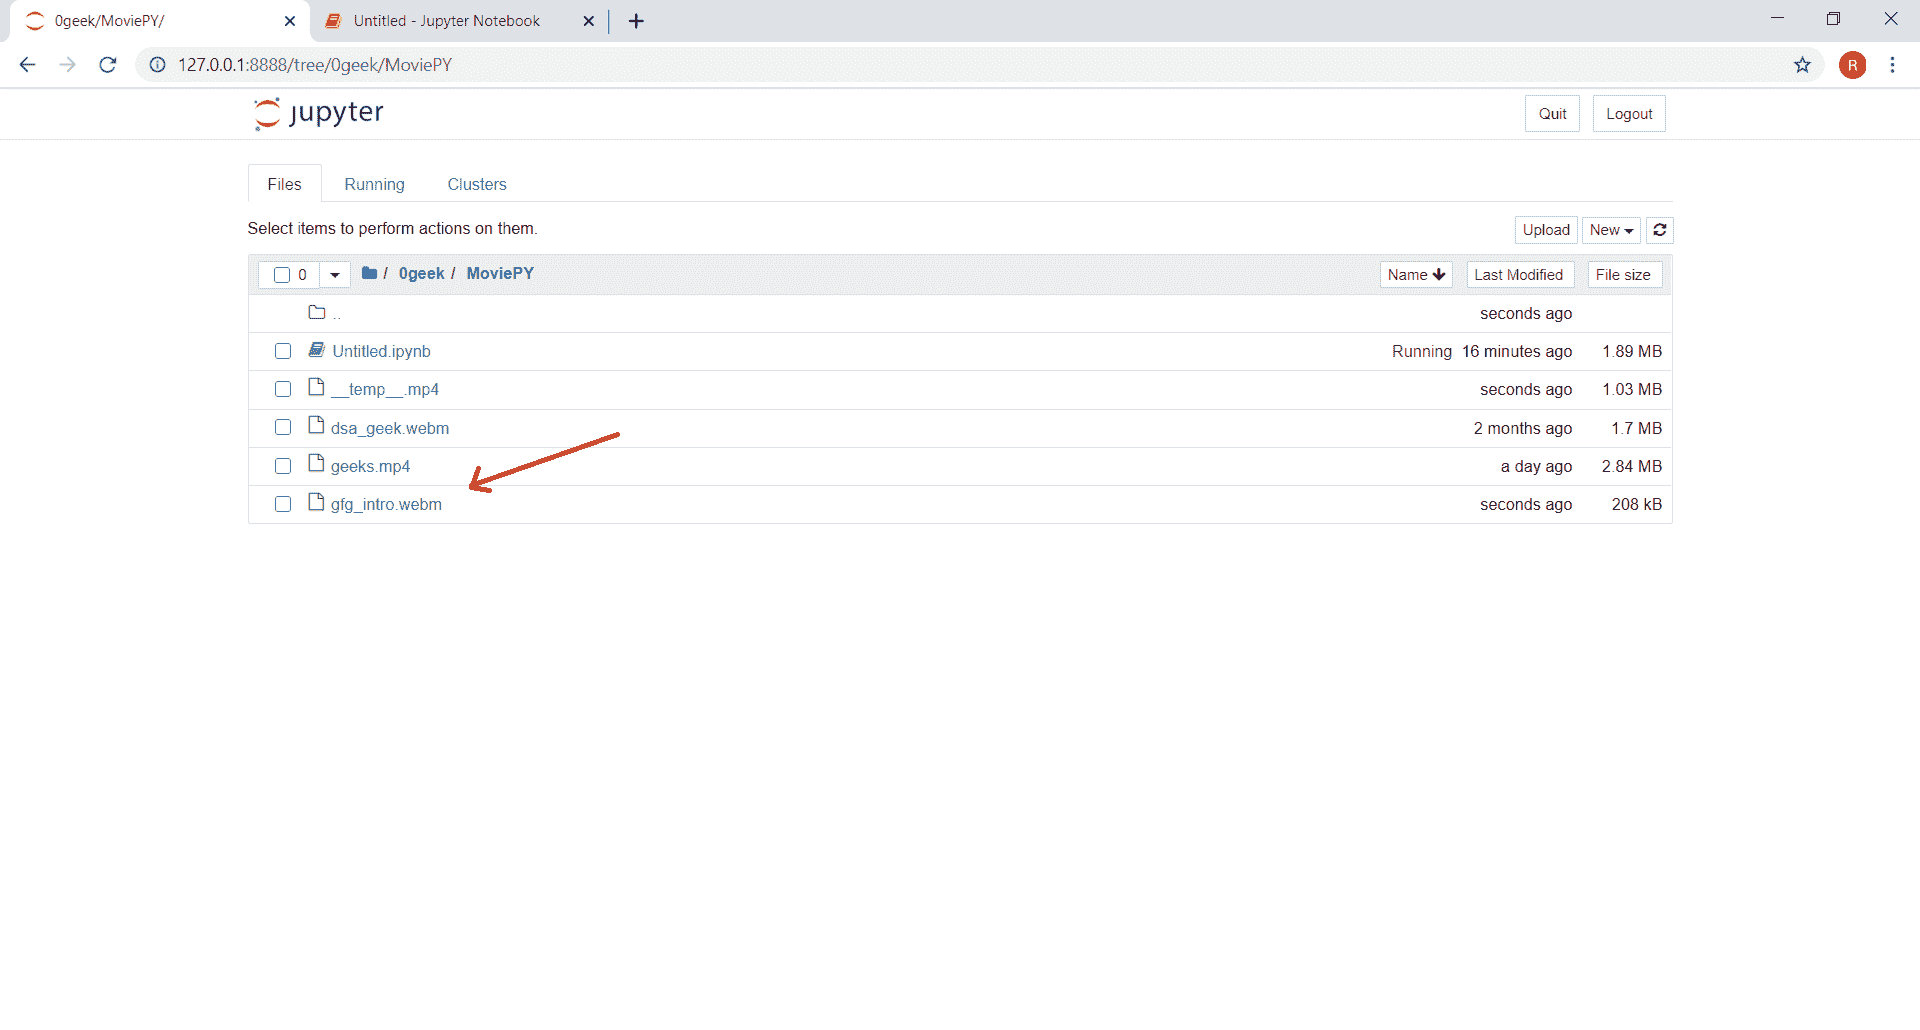 0geek/MoviePY/
Untitled - Jupyter Notebook
127.0.0.1:8888/tree/0geek/MoviePY
R
jupyter
Quit
Logout
Files
Running
Clusters
Select items to perform actions on them.
Upload
New
0
/ 0geek / MoviePY
Name
Last Modified
File size
.. seconds ago
Untitled.ipynb Running 16 minutes ago 1.89 MB
__temp__.mp4 seconds ago 1.03 MB
dsa_geek.webm 2 months ago 1.7 MB
geeks.mp4 a day ago 2.84 MB
gfg_intro.webm seconds ago 208 kB